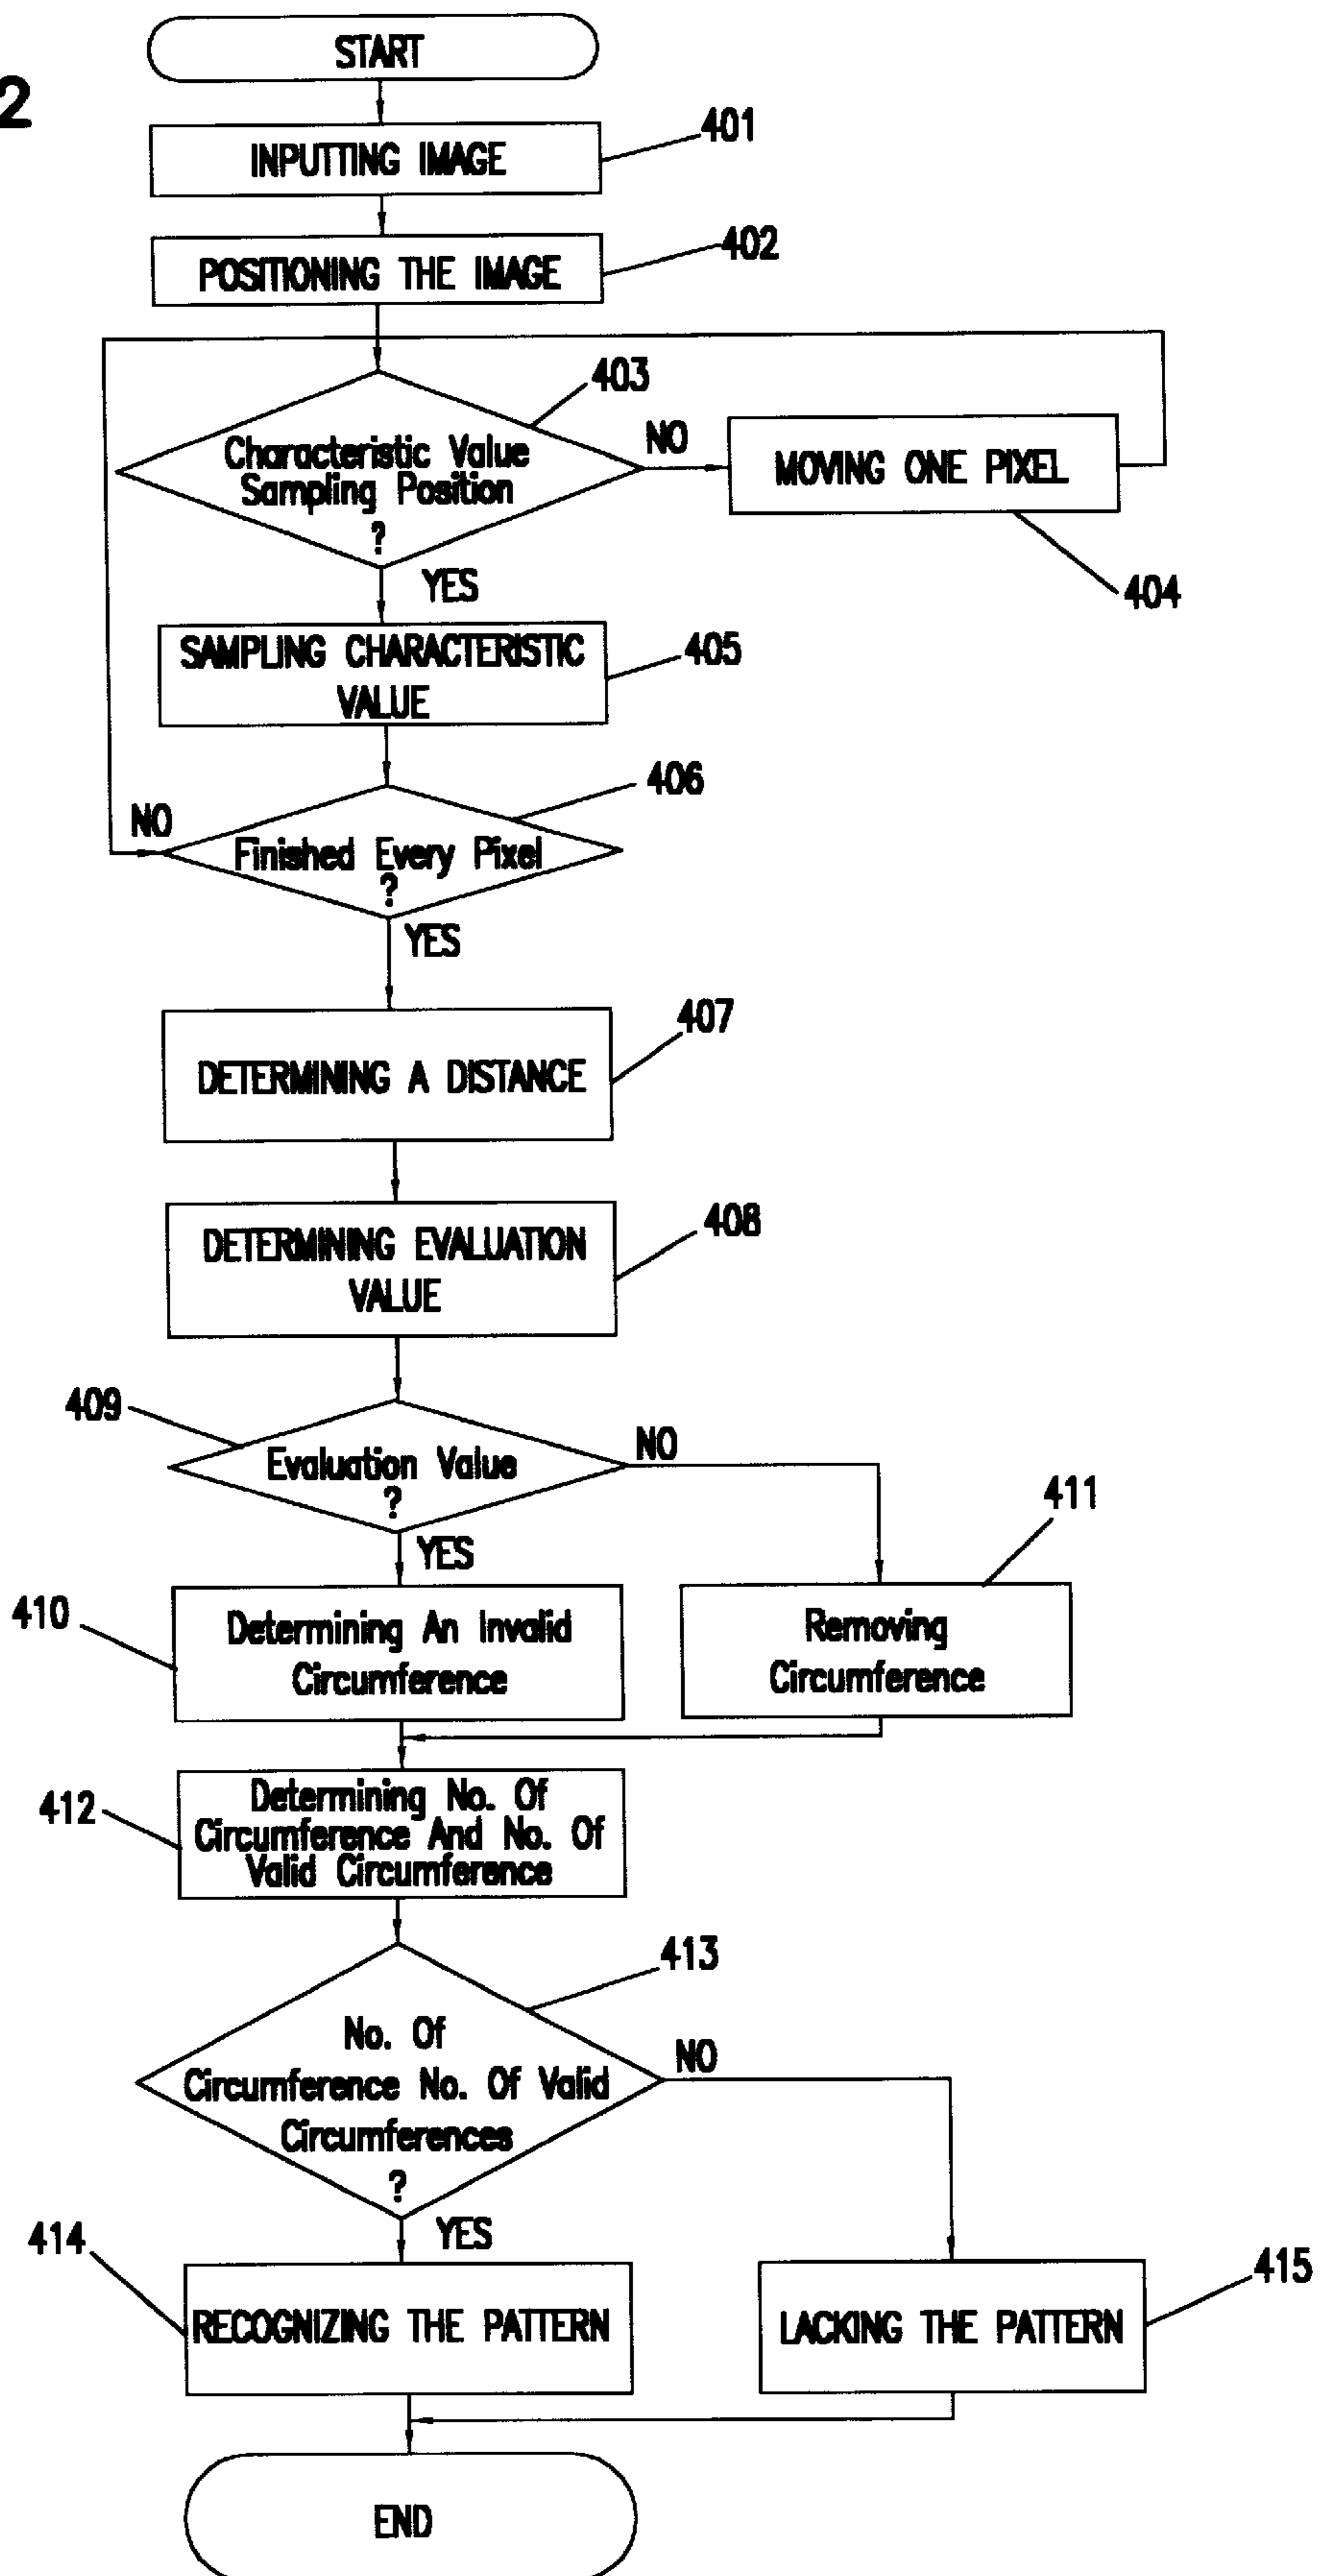 2
START
401
INPUTTING IMAGE
402
POSITIONING THE IMAGE
403
Characteristic Value
Sampling Position
?
NO
MOVING ONE PIXEL
404
YES
SAMPLING CHARACTERISTIC
VALUE
405
406
NO
Finished Every Pixel
?
YES
407
DETERMINING A DISTANCE
408
DETERMINING EVALUATION
VALUE
409
Evaluation Value
?
NO
411
YES
410
Determining An Invalid
Circumference
Removing
Circumference
412
Determining No. Of
Circumference And No. Of
Valid Circumference
413
No. Of
Circumference No. Of Valid
Circumferences
?
NO
YES
414
RECOGNIZING THE PATTERN
415
LACKING THE PATTERN
END